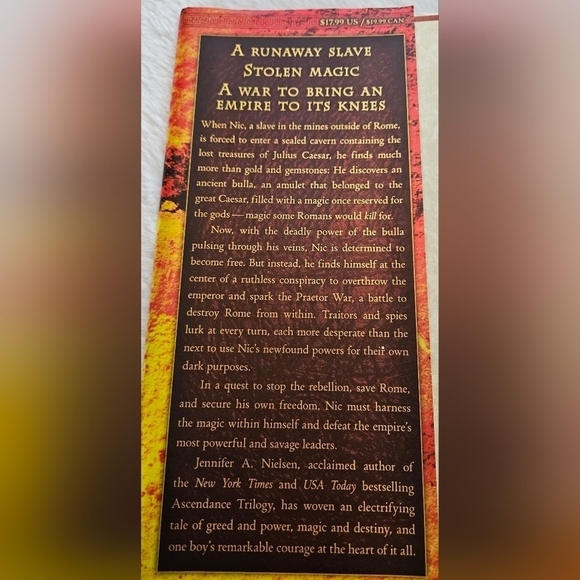 $17.99 US / $19.99 CAN
A RUNAWAY SLAVE
STOLEN MAGIC
A WAR TO BRING AN
EMPIRE TO ITS KNEES
When Nic, a slave in the mines outside of Rome,
is forced to enter a sealed cavern containing the
lost treasures of Julius Caesar, he finds much
more than gold and gemstones: He discovers an
ancient bulla, an amulet that belonged to the
great Caesar, filled with a magic once reserved for
the gods — magic some Romans would kill for.
Now, with the deadly power of the bulla
pulsing through his veins, Nic is determined to
become free. But instead, he finds himself at the
center of a ruthless conspiracy to overthrow the
emperor and spark the Praetor War, a battle to
destroy Rome from within. Traitors and spies
lurk at every turn, each more desperate than the
next to use Nic's newfound powers for their own
dark purposes.
In a quest to stop the rebellion, save Rome,
and secure his own freedom, Nic must harness
the magic within himself and defeat the empire's
most powerful and savage leaders.
Jennifer A. Nielsen, acclaimed author of
the New York Times and USA Today bestselling
Ascendance Trilogy, has woven an electrifying
tale of greed and power, magic and destiny, and
one boy's remarkable courage at the heart of it all.